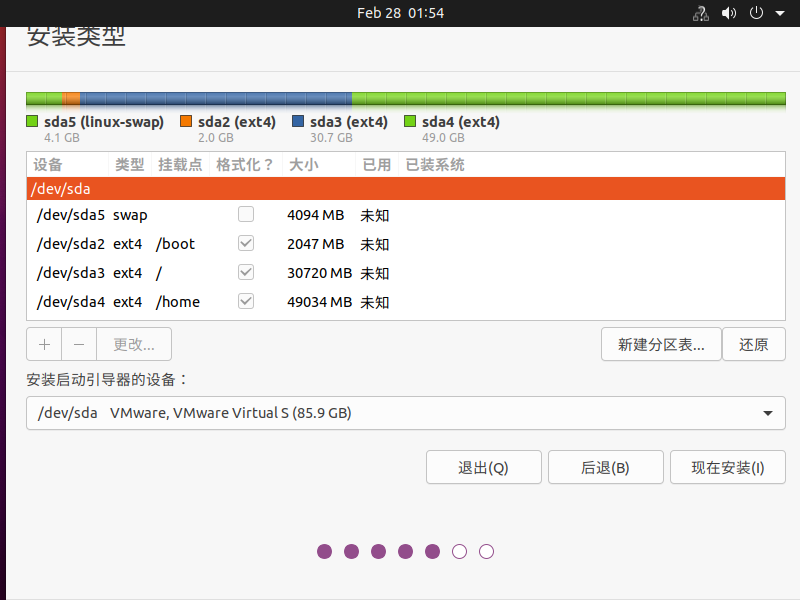 Feb 28 01:54
安装类型
sda5 (linux-swap) sda2 (ext4) sda3 (ext4) sda4 (ext4)
4.1 GB 2.0 GB 30.7 GB 49.0 GB
设备 类型 挂载点 格式化？ 大小 已用 已装系统
/dev/sda
/dev/sda5 swap 4094 MB 未知
/dev/sda2 ext4 /boot 2047 MB 未知
/dev/sda3 ext4 / 30720 MB 未知
/dev/sda4 ext4 /home 49034 MB 未知
+ − 更改... 新建分区表... 还原
安装启动引导器的设备：
/dev/sda VMware, VMware Virtual S (85.9 GB)
退出(Q) 后退(B) 现在安装(I)